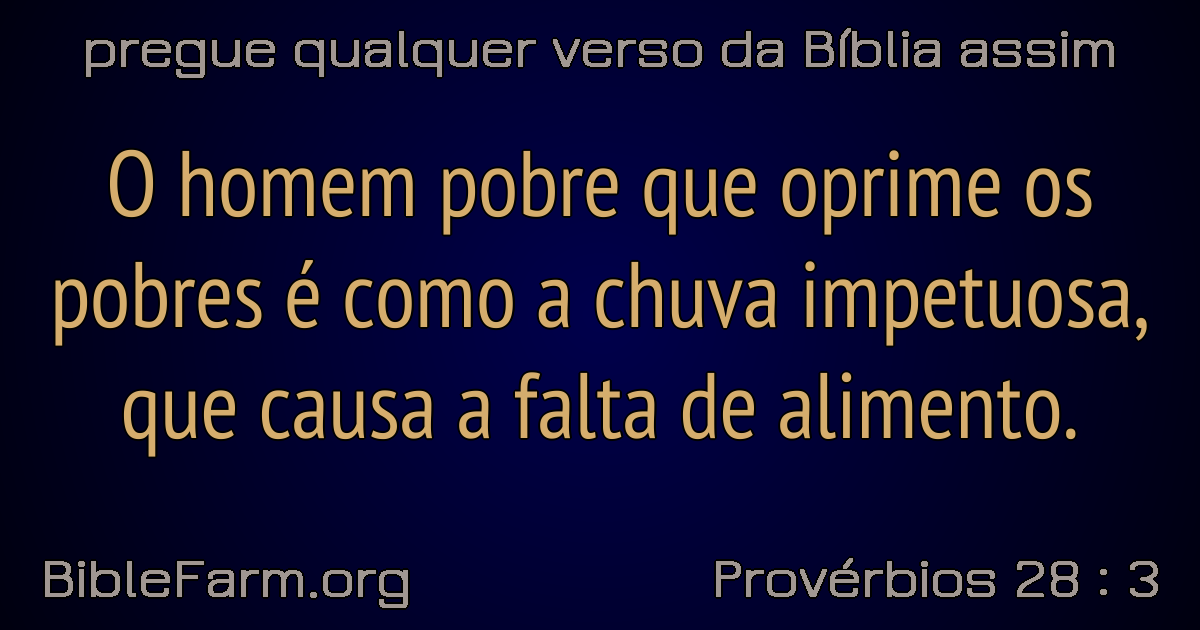 pregue qualquer verso da Bíblia assim
O homem pobre que oprime os
pobres é como a chuva impetuosa,
que causa a falta de alimento.
BibleFarm.org
Provérbios 28 : 3